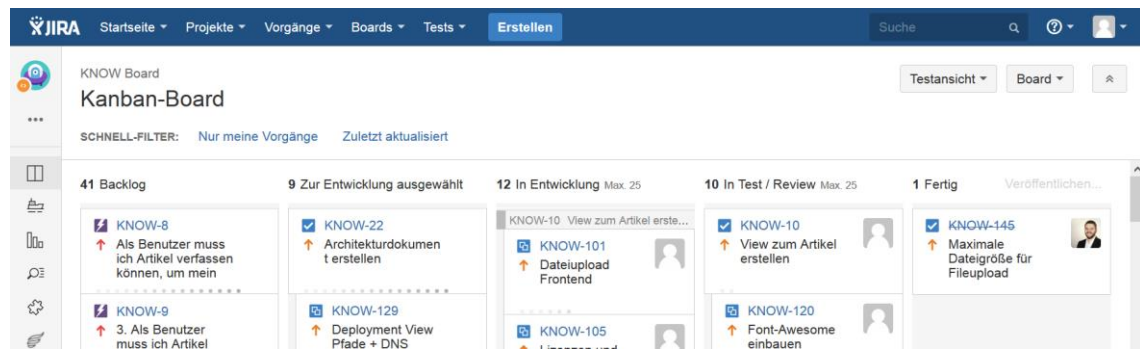 JIRA Startseite Projekte Vorgänge Boards Tests Erstellen Suche
KNOW Board
Kanban-Board
Testansicht Board
SCHNELL-FILTER: Nur meine Vorgänge Zuletzt aktualisiert
41 Backlog
9 Zur Entwicklung ausgewählt
12 In Entwicklung Max. 25
10 In Test / Review Max. 25
1 Fertig Veröffentlichen...
KNOW-8
Als Benutzer muss
ich Artikel verfassen
können, um mein
KNOW-9
3. Als Benutzer
muss ich Artikel
KNOW-22
Architekturdokumen
t erstellen
KNOW-129
Deployment View
Pfade + DNS
KNOW-10 View zum Artikel erste...
KNOW-101
Dateiupload
Frontend
KNOW-105
Lizenzen und
KNOW-10
View zum Artikel
erstellen
KNOW-120
Font-Awesome
einbauen
KNOW-145
Maximale
Dateigröße für
Fileupload